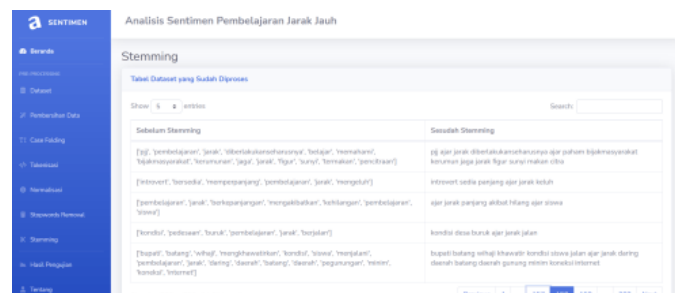 SENTIMEN
Analisis Sentimen Pembelajaran Jarak Jauh
Beranda
Stemming
Dataset
Tabel Dataset yang Sudah Diproses
Pembersihan Data
Show 5 entries
Search:
Case Folding
Sebelum Stemming
Sesudah Stemming
Tokenisasi
['pjj', 'pembelajaran', 'jarak', 'diberlakukanseharusnya', 'belajar', 'memahami',
'bijakmasyarakat', 'kerumunan', 'jaga', 'jarak', 'figur', 'sunyi', 'termakan', 'pencitraan']
pjj ajar jarak diberlakukanseharusnya ajar paham bijakmasyarakat
kerumun jaga jarak figur sunyi makan citra
Normalisasi
['introvert', 'bersedia', 'memperpanjang', 'pembelajaran', 'jarak', 'mengeluh']
introvert sedia panjang ajar jarak keluh
Stopwords Removal
['pembelajaran', 'jarak', 'berkepanjangan', 'mengakibatkan', 'kehilangan', 'pembelajaran',
'siswa']
ajar jarak panjang akibat hilang ajar siswa
Stemming
['kondisi', 'pedesaan', 'buruk', 'pembelajaran', 'jarak', 'berjalan']
kondisi desa buruk ajar jarak jalan
Hasil Pengujian
['bupati', 'batang', 'wihaji', 'mengkhawatirkan', 'kondisi', 'siswa', 'menjalani',
'pembelajaran', 'jarak', 'daring', 'daerah', 'batang', 'daerah', 'pegunungan', 'minim',
'koneksi', 'internet']
bupati batang wihaji khawatir kondisi siswa jalan ajar jarak daring
daerah batang daerah gunung minim koneksi internet
Tentang